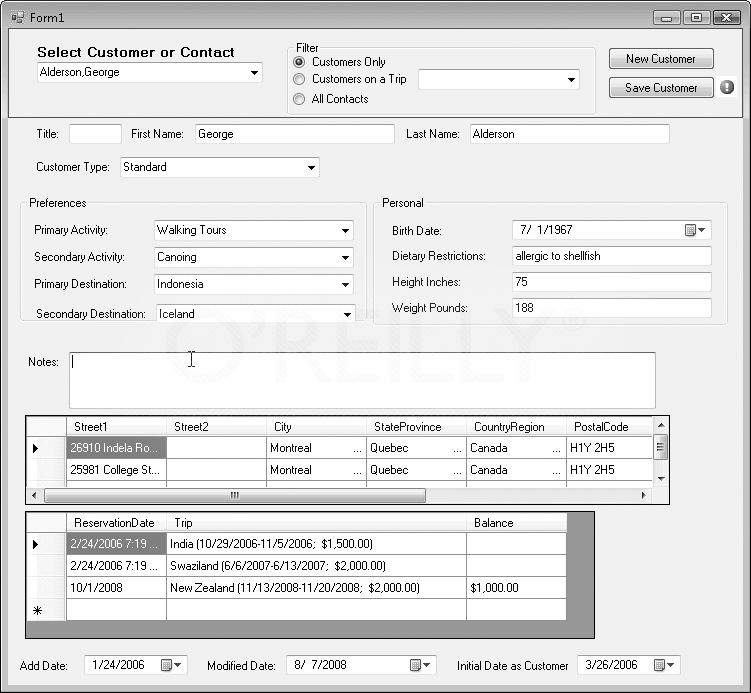 Form1
Select Customer or Contact
Alderson,George
Filter
Customers Only
Customers on a Trip
All Contacts
New Customer
Save Customer
Title:
First Name: George
Last Name: Alderson
Customer Type: Standard
Preferences
Primary Activity: Walking Tours
Secondary Activity: Canoing
Primary Destination: Indonesia
Secondary Destination: Iceland
Personal
Birth Date: 7/ 1/1967
Dietary Restrictions: allergic to shellfish
Height Inches: 75
Weight Pounds: 188
O'REILLY®
Notes:
Street1 Street2 City StateProvince CountryRegion PostalCode
26910 Indela Ro... Montreal ... Quebec ... Canada ... H1Y 2H5
25981 College St... Montreal ... Quebec ... Canada ... H1Y 2H5
ReservationDate Trip Balance
2/24/2006 7:19 ... India (10/29/2006-11/5/2006; $1,500.00)
2/24/2006 7:19 ... Swaziland (6/6/2007-6/13/2007; $2,000.00)
10/1/2008 New Zealand (11/13/2008-11/20/2008; $2,000.00) $1,000.00
Add Date: 1/24/2006 Modified Date: 8/ 7/2008 Initial Date as Customer 3/26/2006